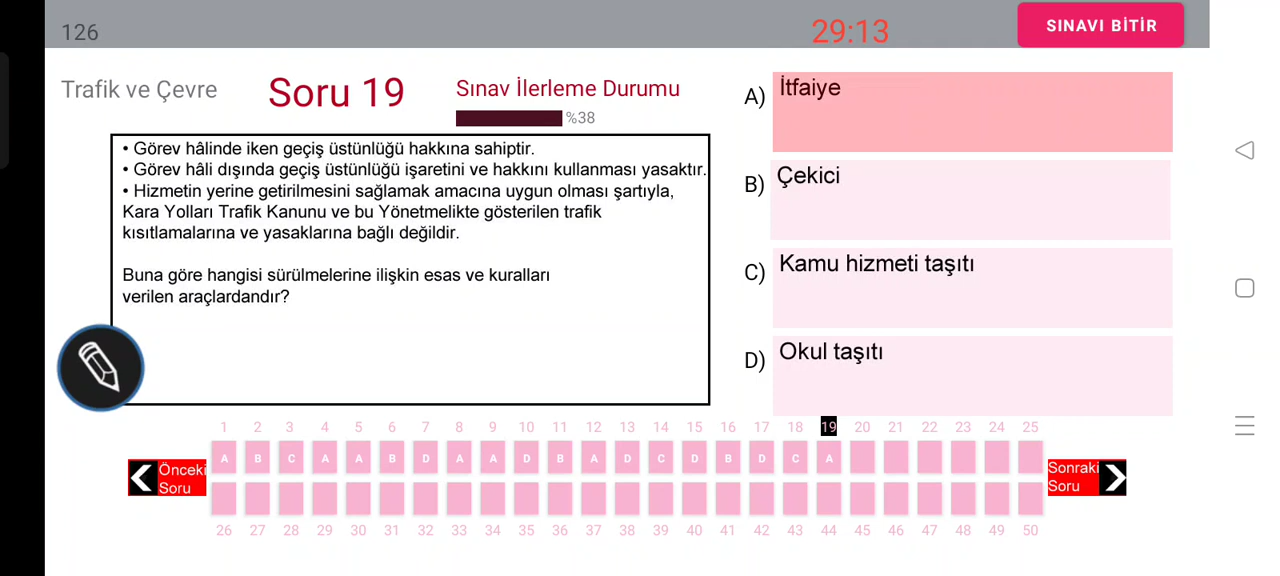 126
29:13
SINAVI BİTİR
Trafik ve Çevre
Soru 19
Sınav İlerleme Durumu
%38
• Görev hâlinde iken geçiş üstünlüğü hakkına sahiptir.
• Görev hâli dışında geçiş üstünlüğü işaretini ve hakkını kullanması yasaktır.
• Hizmetin yerine getirilmesini sağlamak amacına uygun olması şartıyla,
Kara Yolları Trafik Kanunu ve bu Yönetmelikte gösterilen trafik
kısıtlamalarına ve yasaklarına bağlı değildir.
Buna göre hangisi sürülmelerine ilişkin esas ve kuralları
verilen araçlardandır?
A) İtfaiye
B) Çekici
C) Kamu hizmeti taşıtı
D) Okul taşıtı
1 2 3 4 5 6 7 8 9 10 11 12 13 14 15 16 17 18 19 20 21 22 23 24 25
A B C A A B D A A D B A D C D B D C A
Önceki
Soru
Sonraki
Soru
26 27 28 29 30 31 32 33 34 35 36 37 38 39 40 41 42 43 44 45 46 47 48 49 50